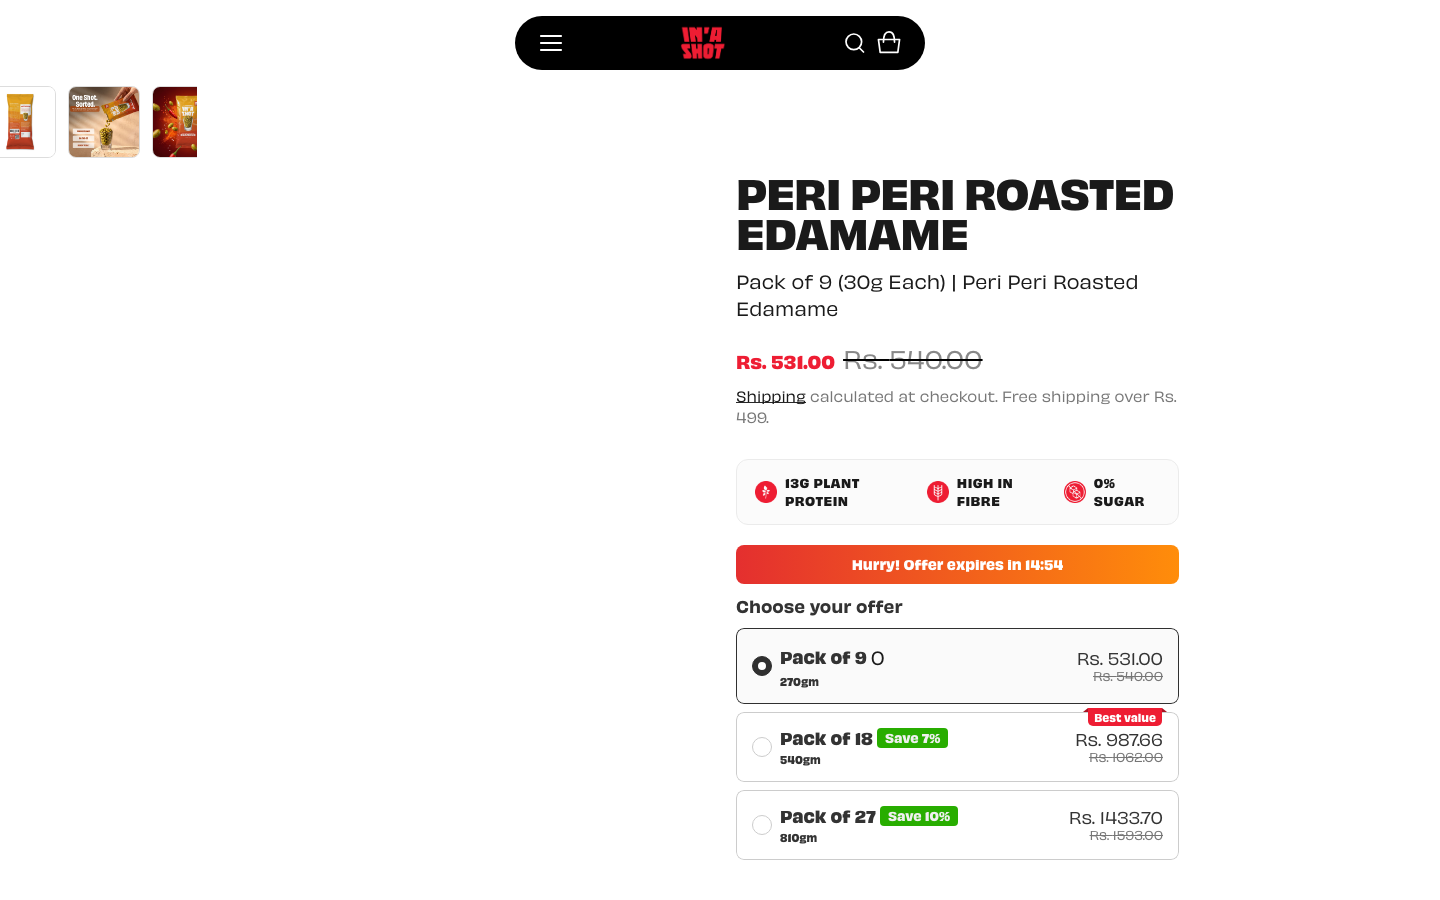 IN'A
SHOT
One Shot.
Sorted.
PERI PERI ROASTED
EDAMAME
Pack of 9 (30g Each) | Peri Peri Roasted
Edamame
Rs. 531.00 Rs. 540.00
Shipping calculated at checkout. Free shipping over Rs.
499.
13G PLANT
PROTEIN
HIGH IN
FIBRE
0%
SUGAR
Hurry! Offer expires in 14:54
Choose your offer
Pack of 9 0
270gm
Rs. 531.00
Rs. 540.00
Best value
Pack of 18 Save 7%
540gm
Rs. 987.66
Rs. 1062.00
Pack of 27 Save 10%
810gm
Rs. 1433.70
Rs. 1593.00